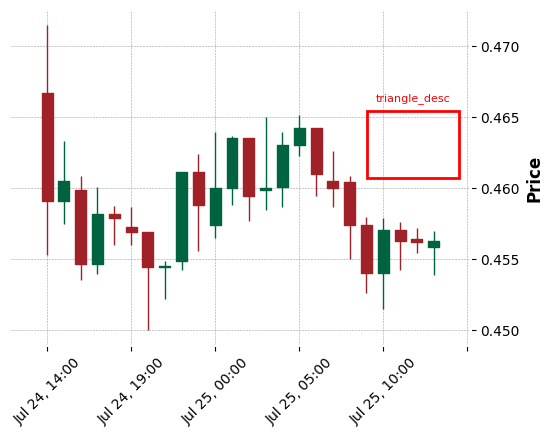 triangle_desc
0.470
0.465
0.460
0.455
0.450
Price
Jul 24, 14:00
Jul 24, 19:00
Jul 25, 00:00
Jul 25, 05:00
Jul 25, 10:00